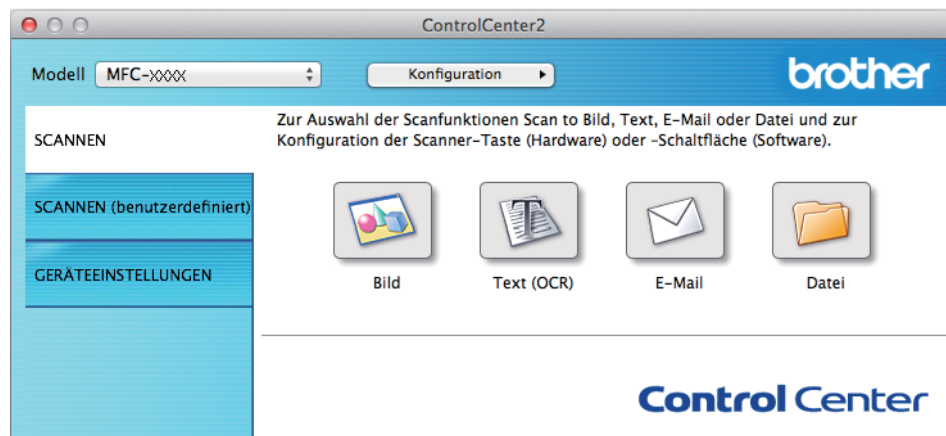 ControlCenter2
Modell MFC-XXXX Konfiguration brother
SCANNEN
Zur Auswahl der Scanfunktionen Scan to Bild, Text, E-Mail oder Datei und zur
Konfiguration der Scanner-Taste (Hardware) oder -Schaltfläche (Software).
SCANNEN (benutzerdefiniert)
GERÄTEEINSTELLUNGEN
Bild Text (OCR) E-Mail Datei
Control Center